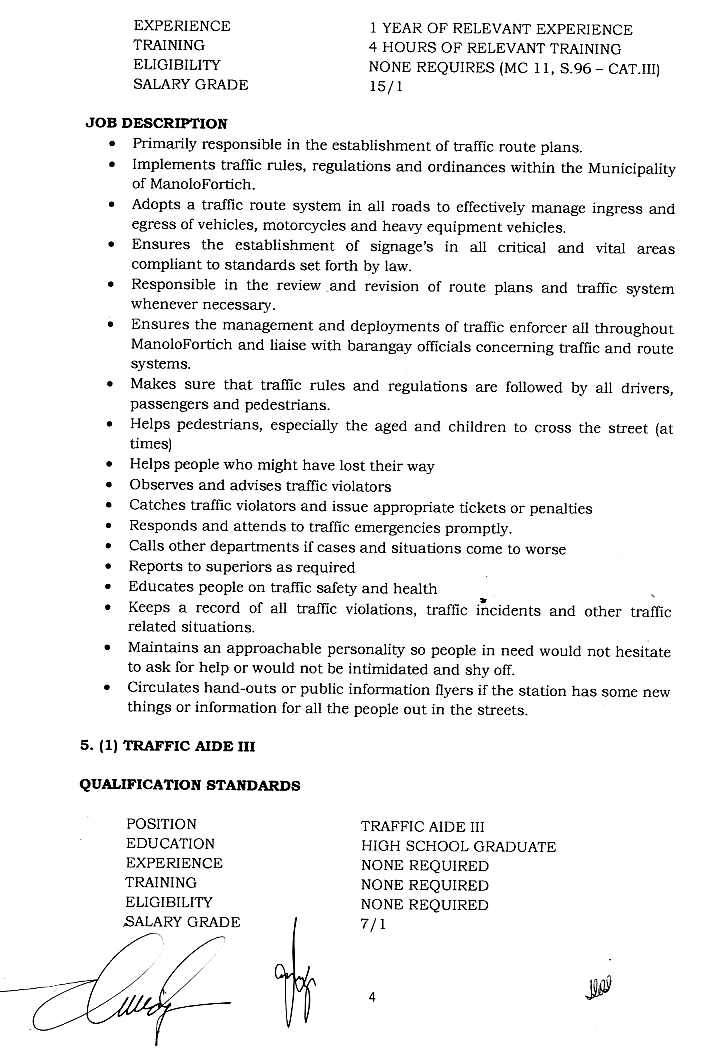 EXPERIENCE 1 YEAR OF RELEVANT EXPERIENCE
TRAINING 4 HOURS OF RELEVANT TRAINING
ELIGIBILITY NONE REQUIRES (MC 11, S.96 – CAT.III)
SALARY GRADE 15/1
JOB DESCRIPTION
• Primarily responsible in the establishment of traffic route plans.
• Implements traffic rules, regulations and ordinances within the Municipality
of ManoloFortich.
• Adopts a traffic route system in all roads to effectively manage ingress and
egress of vehicles, motorcycles and heavy equipment vehicles.
• Ensures the establishment of signage's in all critical and vital areas
compliant to standards set forth by law.
• Responsible in the review and revision of route plans and traffic system
whenever necessary.
• Ensures the management and deployments of traffic enforcer all throughout
ManoloFortich and liaise with barangay officials concerning traffic and route
systems.
• Makes sure that traffic rules and regulations are followed by all drivers,
passengers and pedestrians.
• Helps pedestrians, especially the aged and children to cross the street (at
times)
• Helps people who might have lost their way
• Observes and advises traffic violators
• Catches traffic violators and issue appropriate tickets or penalties
• Responds and attends to traffic emergencies promptly.
• Calls other departments if cases and situations come to worse
• Reports to superiors as required
• Educates people on traffic safety and health
• Keeps a record of all traffic violations, traffic incidents and other traffic
related situations.
• Maintains an approachable personality so people in need would not hesitate
to ask for help or would not be intimidated and shy off.
• Circulates hand-outs or public information flyers if the station has some new
things or information for all the people out in the streets.
5. (1) TRAFFIC AIDE III
QUALIFICATION STANDARDS
POSITION TRAFFIC AIDE III
EDUCATION HIGH SCHOOL GRADUATE
EXPERIENCE NONE REQUIRED
TRAINING NONE REQUIRED
ELIGIBILITY NONE REQUIRED
SALARY GRADE 7/1
4